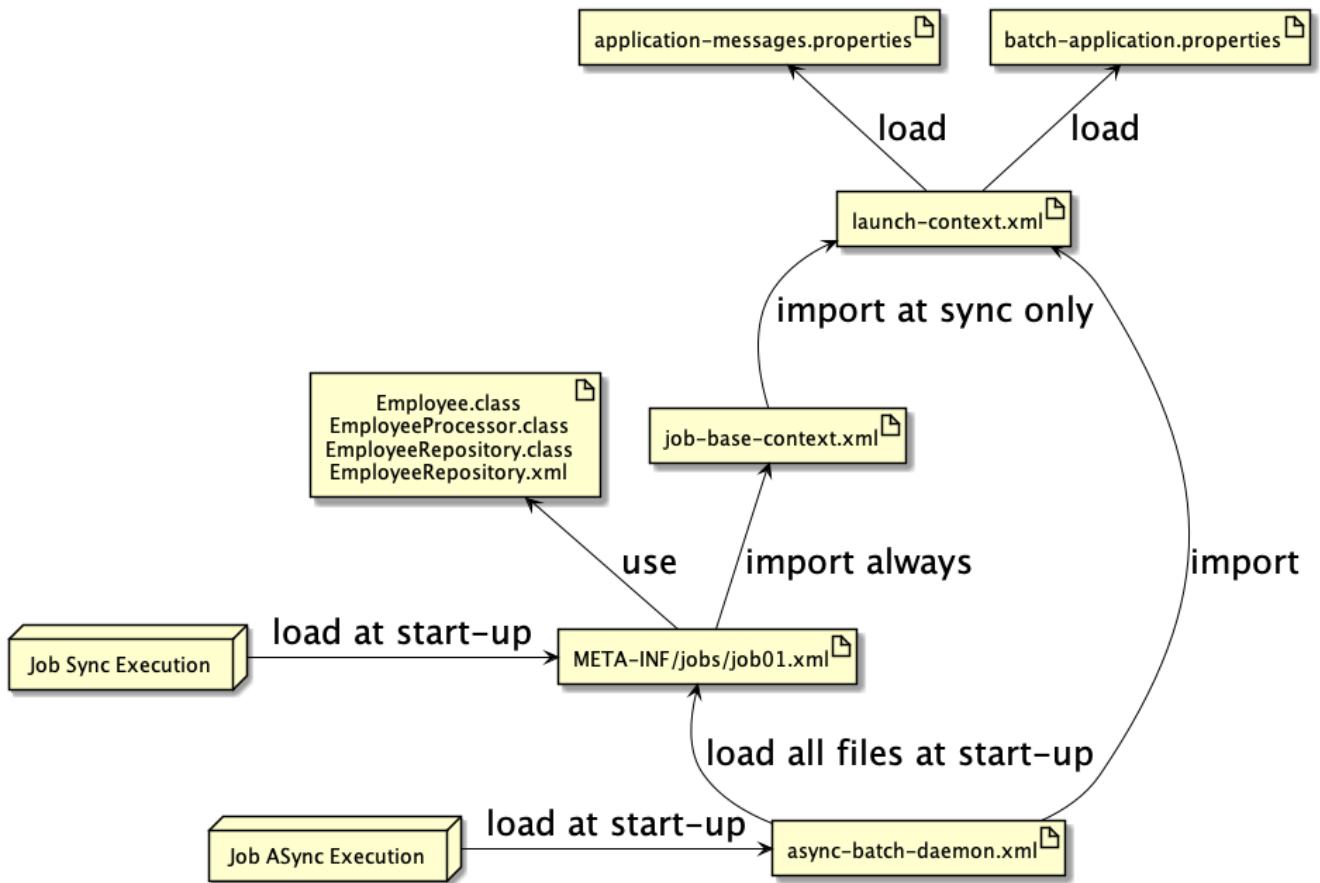 application-messages.properties
batch-application.properties
load
load
launch-context.xml
import at sync only
Employee.class
EmployeeProcessor.class
EmployeeRepository.class
EmployeeRepository.xml
job-base-context.xml
use
import always
import
load at start-up
Job Sync Execution
META-INF/jobs/job01.xml
load all files at start-up
load at start-up
Job ASync Execution
async-batch-daemon.xml